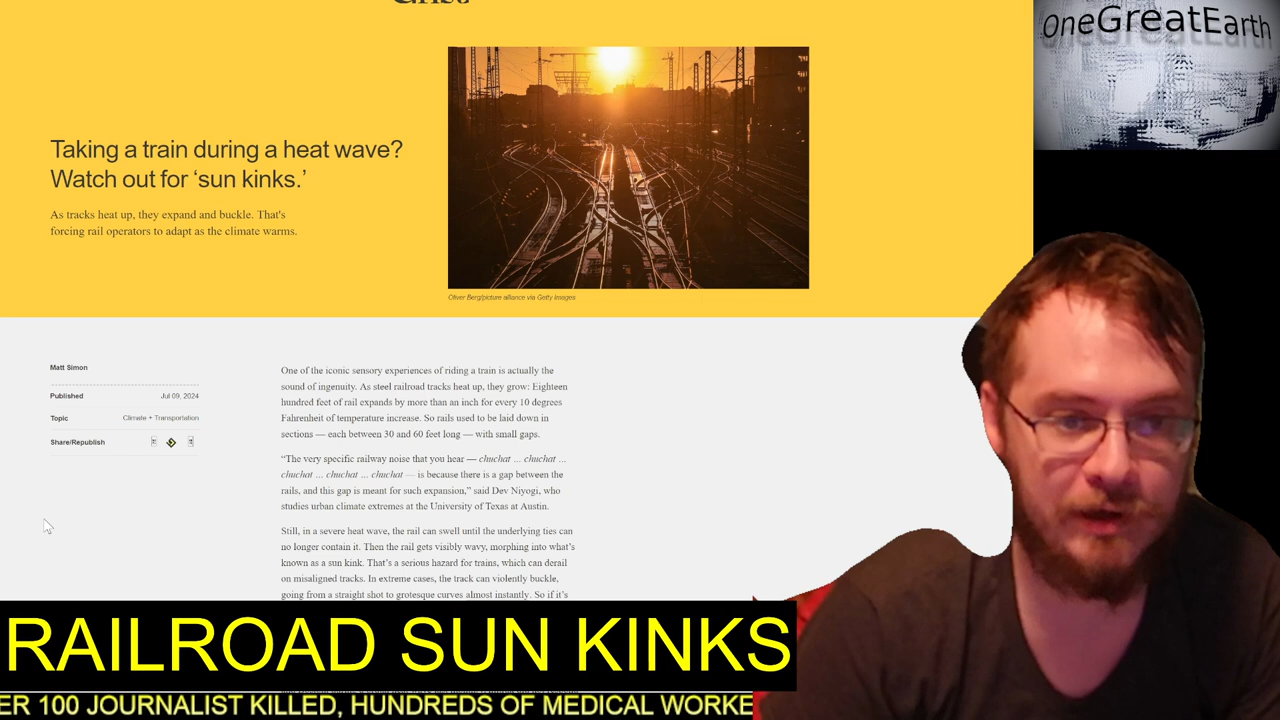 Grist
OneGreatEarth
Taking a train during a heat wave?
Watch out for ‘sun kinks.’
As tracks heat up, they expand and buckle. That's
forcing rail operators to adapt as the climate warms.
Oliver Berg/picture alliance via Getty Images
Matt Simon
Published Jul 09, 2024
Topic Climate + Transportation
Share/Republish
One of the iconic sensory experiences of riding a train is actually the
sound of ingenuity. As steel railroad tracks heat up, they grow: Eighteen
hundred feet of rail expands by more than an inch for every 10 degrees
Fahrenheit of temperature increase. So rails used to be laid down in
sections — each between 30 and 60 feet long — with small gaps.
“The very specific railway noise that you hear — chuchat ... chuchat ...
chuchat ... chuchat ... chuchat — is because there is a gap between the
rails, and this gap is meant for such expansion,” said Dev Niyogi, who
studies urban climate extremes at the University of Texas at Austin.
Still, in a severe heat wave, the rail can swell until the underlying ties can
no longer contain it. Then the rail gets visibly wavy, morphing into what’s
known as a sun kink. That’s a serious hazard for trains, which can derail
on misaligned tracks. In extreme cases, the track can violently buckle,
going from a straight shot to grotesque curves almost instantly. So if it’s
RAILROAD SUN KINKS
ER 100 JOURNALIST KILLED, HUNDREDS OF MEDICAL WORKE